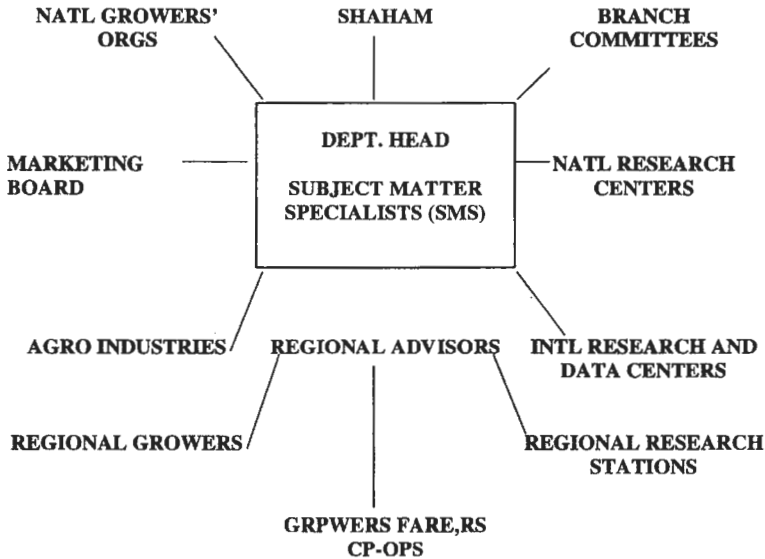 NATL GROWERS'
ORGS
SHAHAM
BRANCH
COMMITTEES
DEPT. HEAD
SUBJECT MATTER
SPECIALISTS (SMS)
MARKETING
BOARD
NATL RESEARCH
CENTERS
AGRO INDUSTRIES
REGIONAL ADVISORS
INTL RESEARCH AND
DATA CENTERS
REGIONAL GROWERS
REGIONAL RESEARCH
STATIONS
GRPWERS FARE,RS
CP-OPS